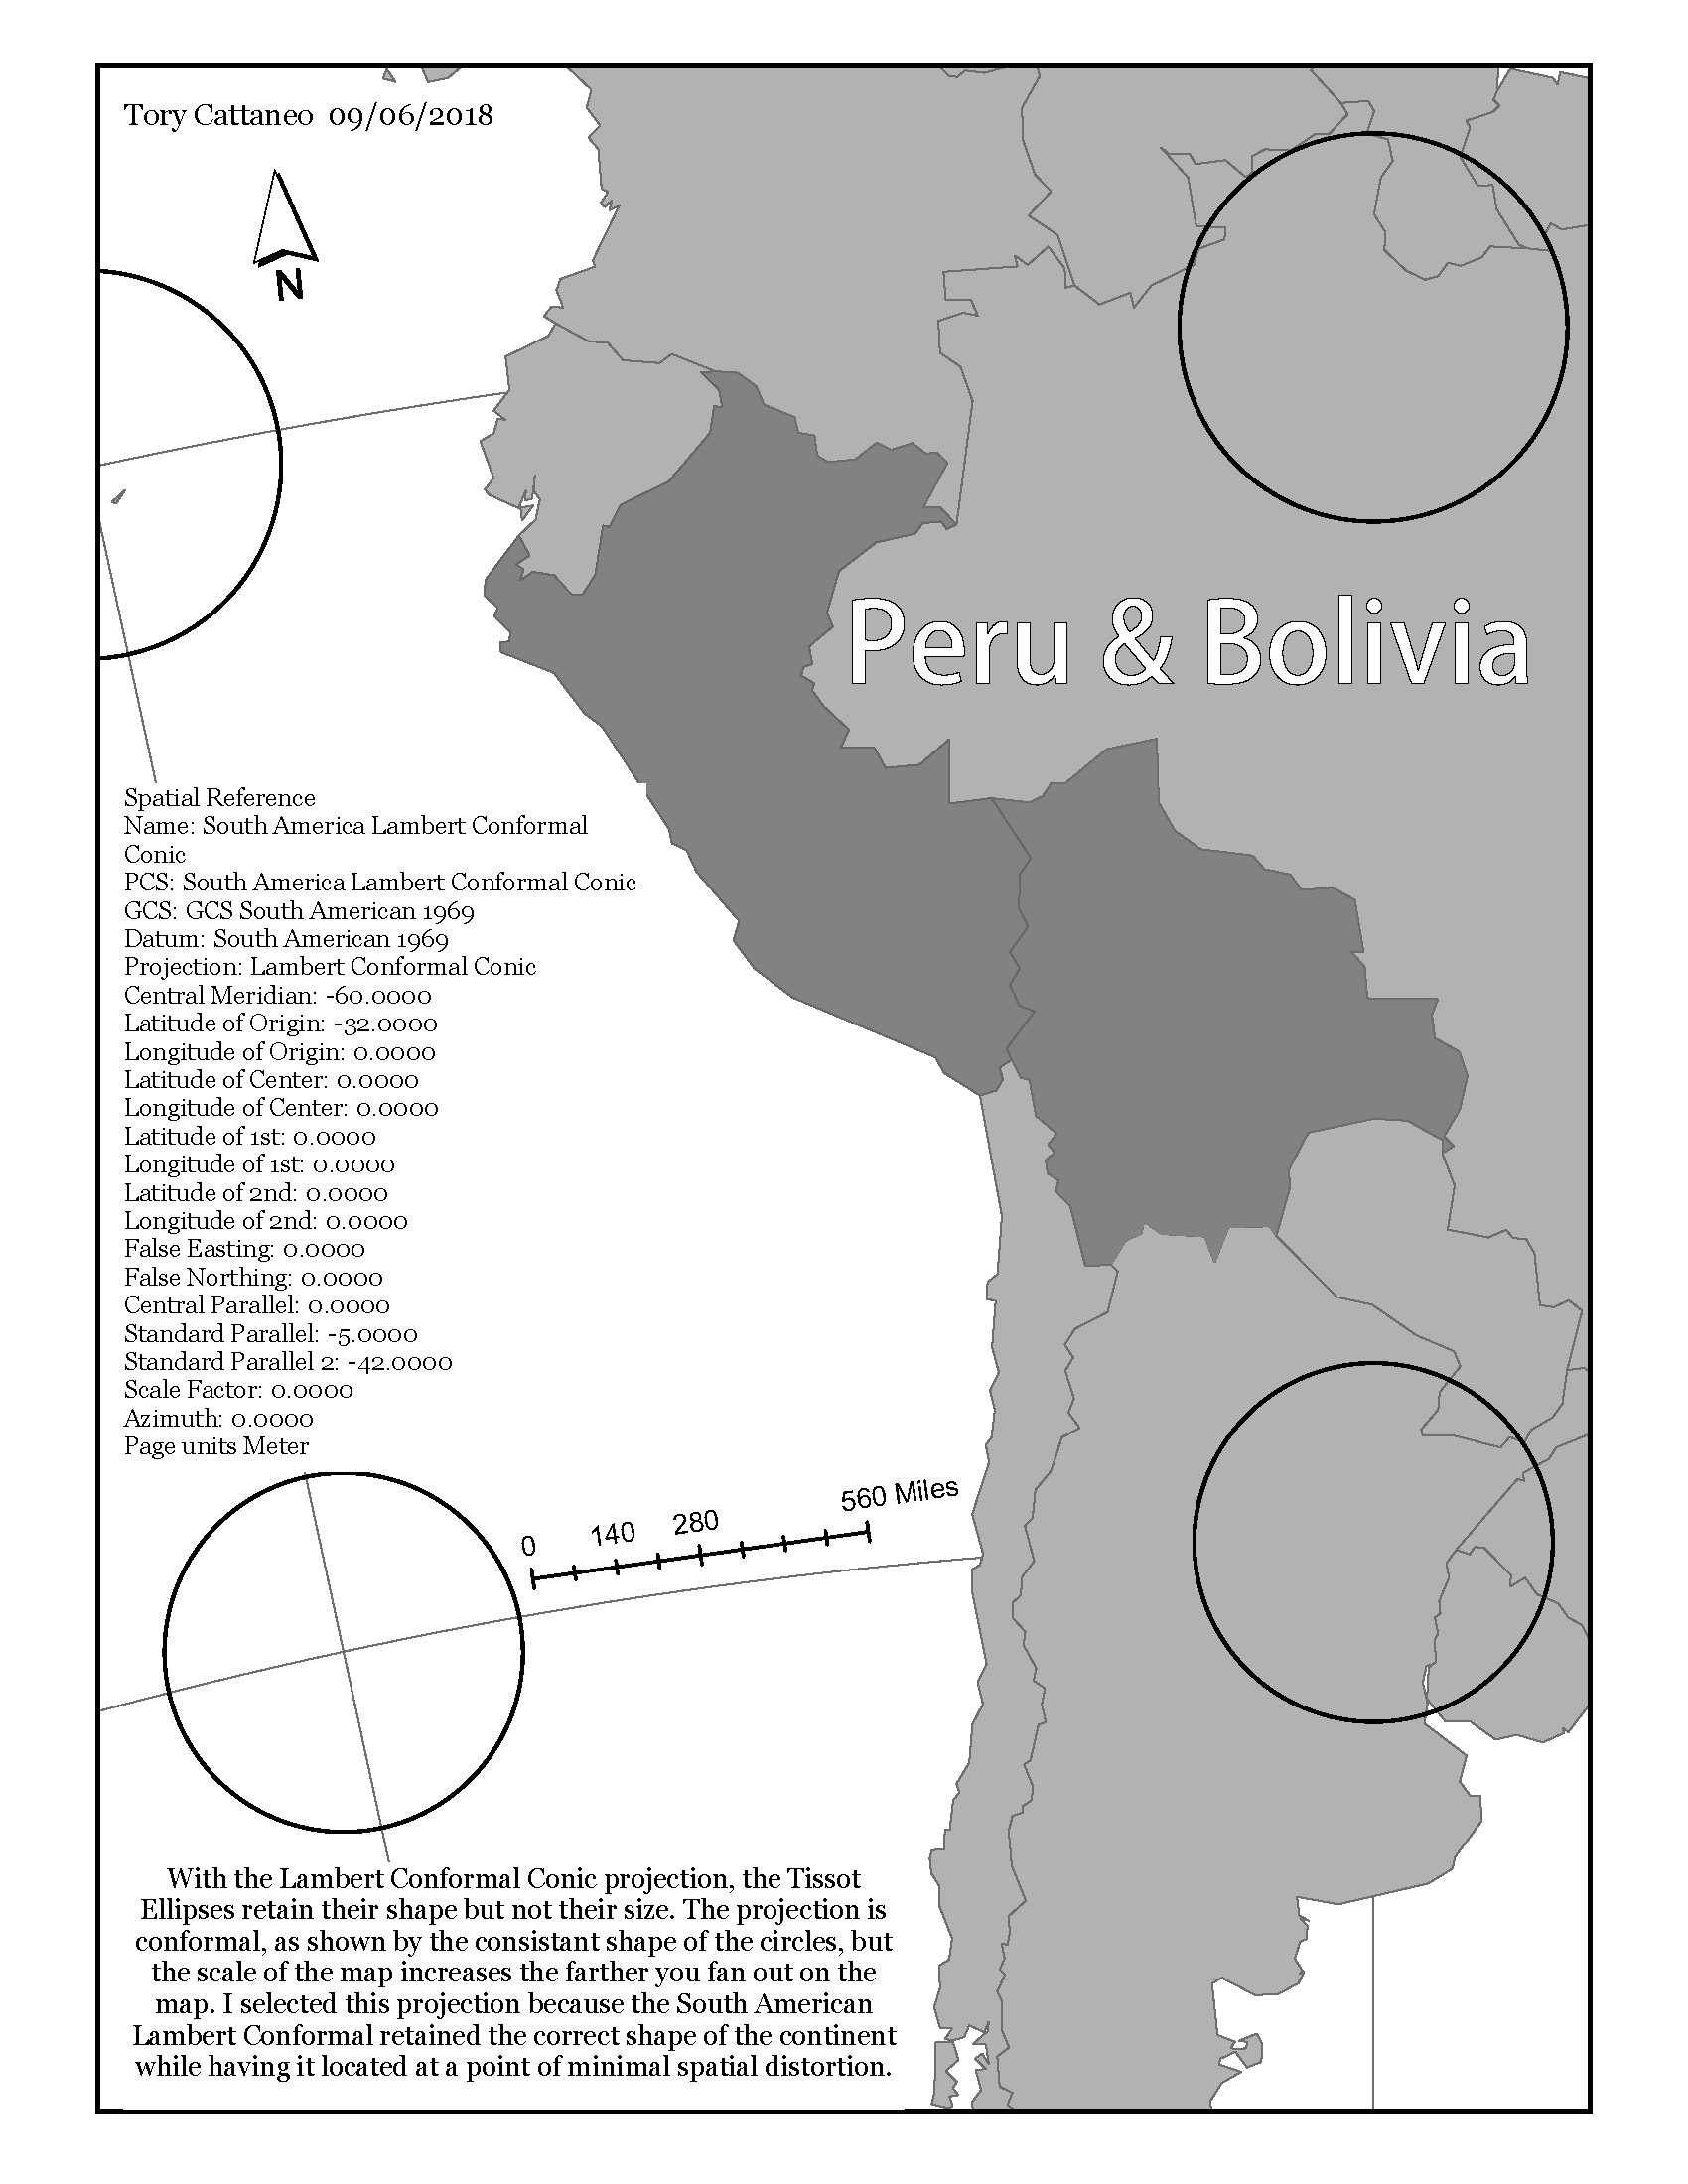 Tory Cattaneo  09/06/2018
N
Peru & Bolivia
Spatial Reference
Name: South America Lambert Conformal
Conic
PCS: South America Lambert Conformal Conic
GCS: GCS South American 1969
Datum: South American 1969
Projection: Lambert Conformal Conic
Central Meridian: -60.0000
Latitude of Origin: -32.0000
Longitude of Origin: 0.0000
Latitude of Center: 0.0000
Longitude of Center: 0.0000
Latitude of 1st: 0.0000
Longitude of 1st: 0.0000
Latitude of 2nd: 0.0000
Longitude of 2nd: 0.0000
False Easting: 0.0000
False Northing: 0.0000
Central Parallel: 0.0000
Standard Parallel: -5.0000
Standard Parallel 2: -42.0000
Scale Factor: 0.0000
Azimuth: 0.0000
Page units Meter
0 140 280 560 Miles
With the Lambert Conformal Conic projection, the Tissot
Ellipses retain their shape but not their size. The projection is
conformal, as shown by the consistant shape of the circles, but
the scale of the map increases the farther you fan out on the
map. I selected this projection because the South American
Lambert Conformal retained the correct shape of the continent
while having it located at a point of minimal spatial distortion.